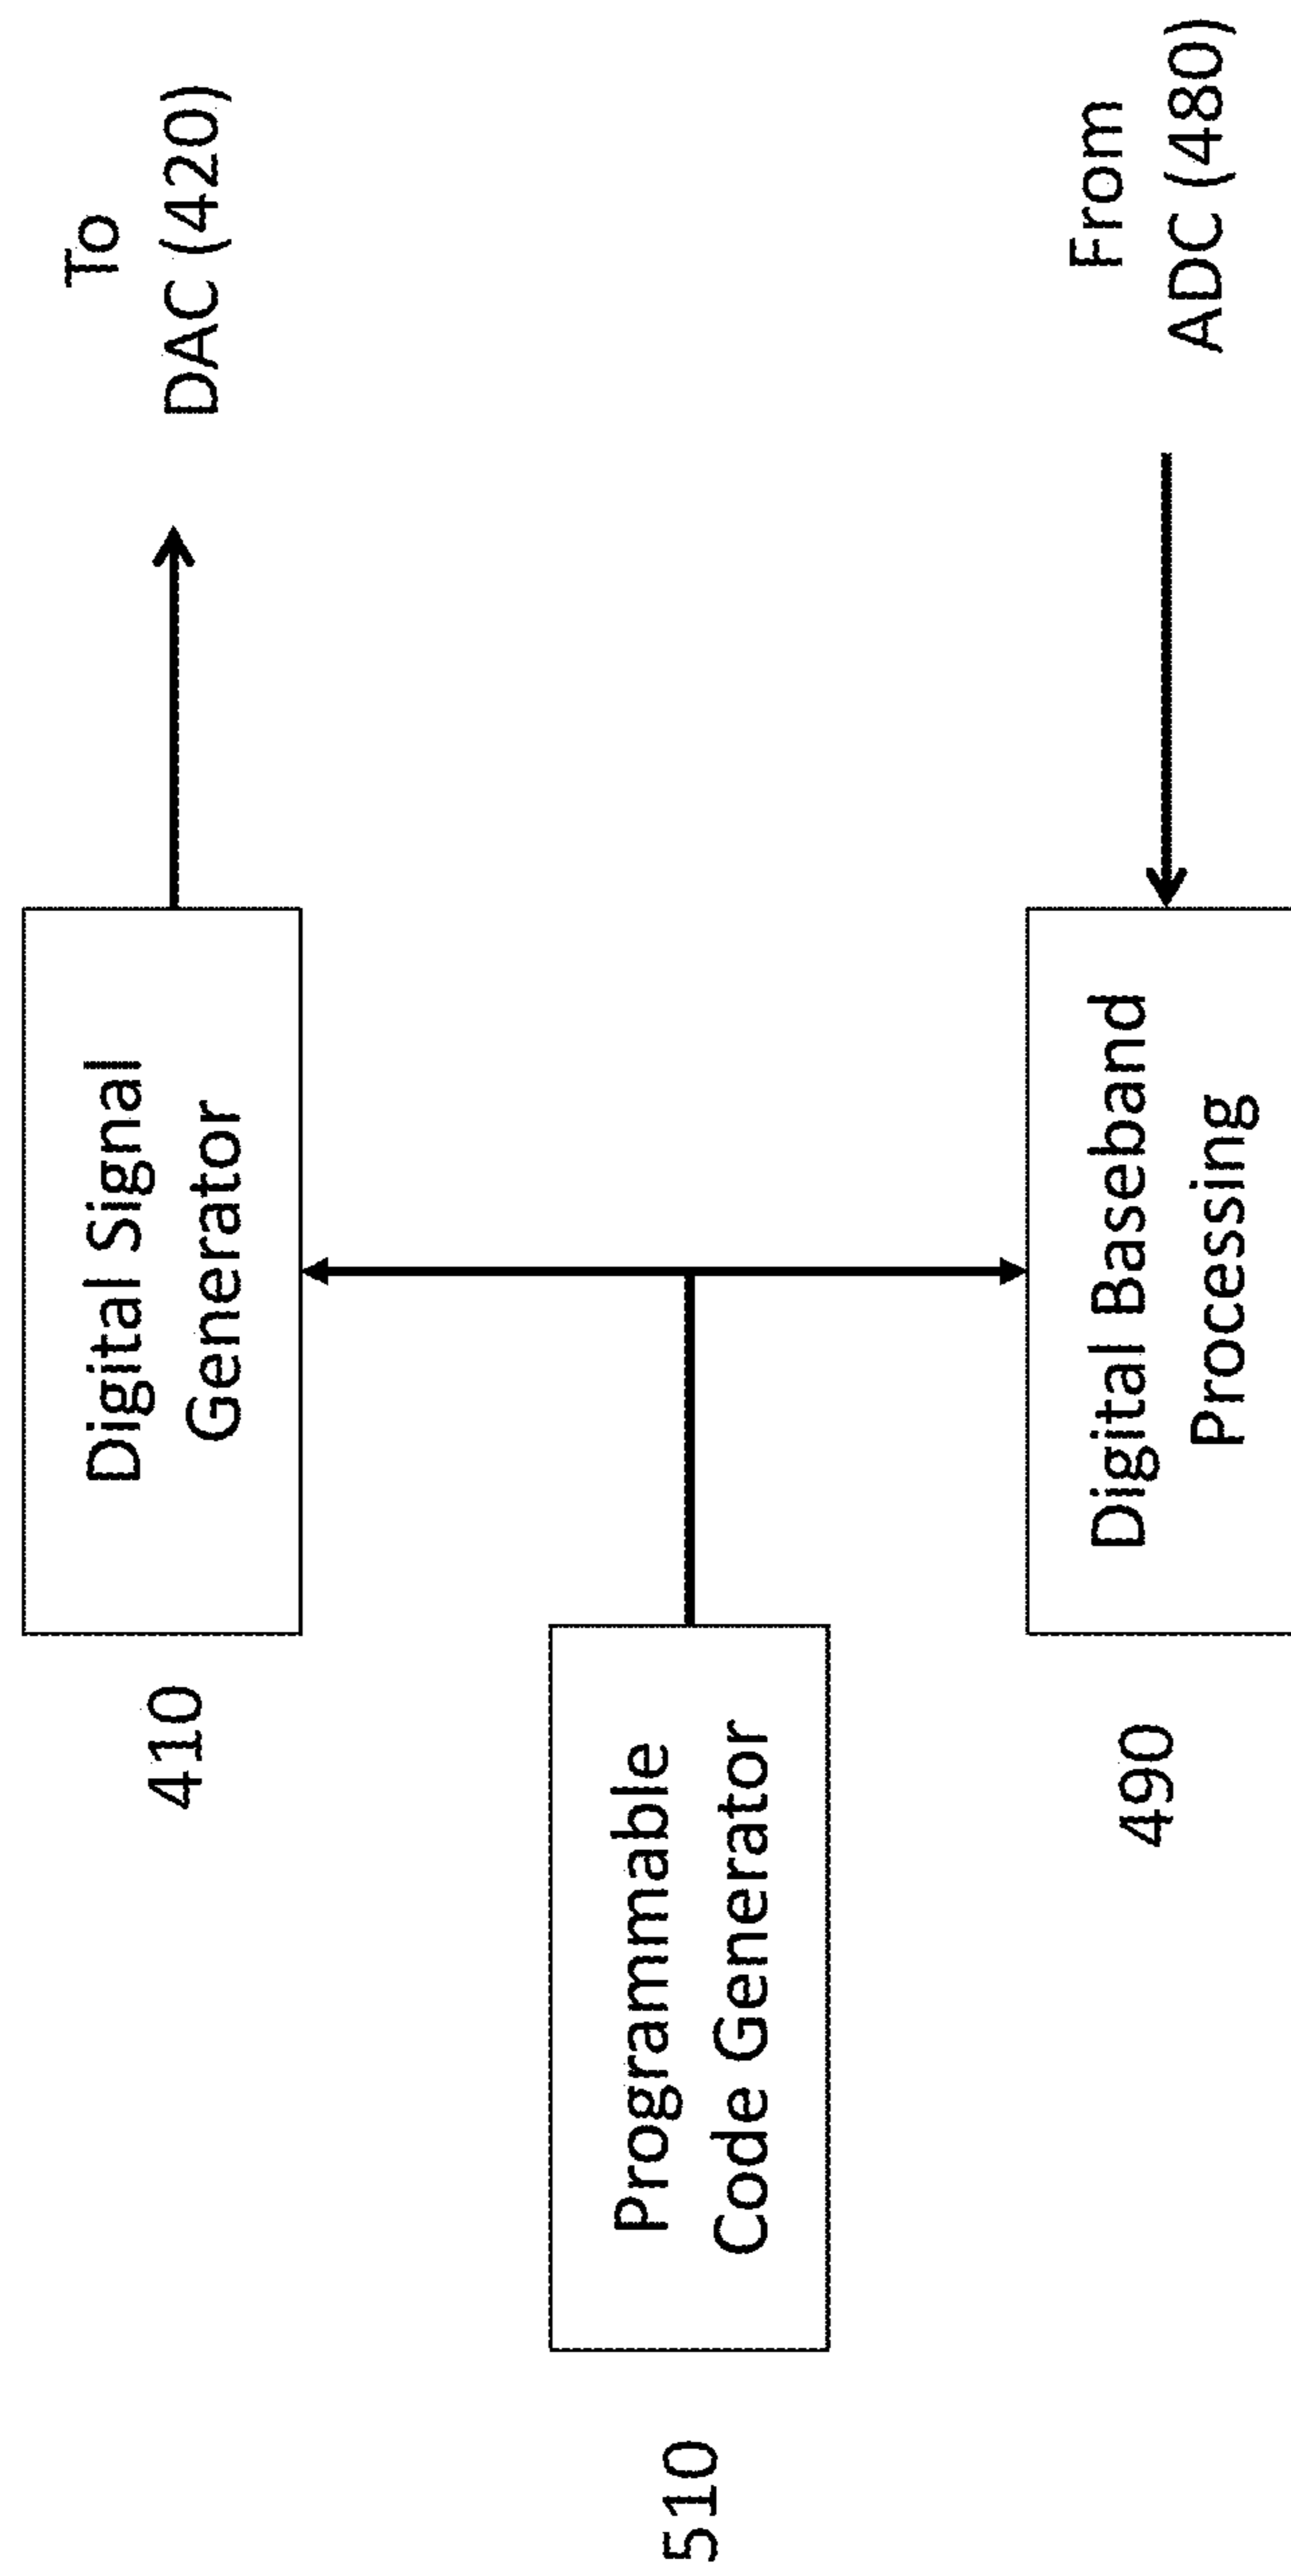 410
Digital Signal
Generator
To
DAC (420)
510
Programmable
Code Generator
490
Digital Baseband
Processing
From
ADC (480)